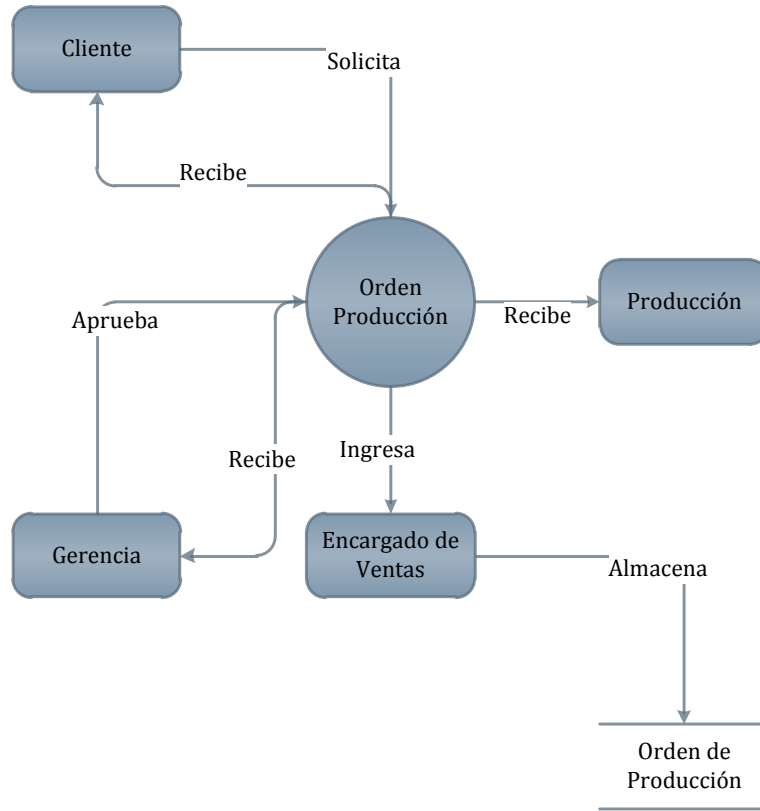 Cliente
Solicita
Recibe
Orden
Producción
Recibe
Producción
Aprueba
Recibe
Ingresa
Gerencia
Encargado de
Ventas
Almacena
Orden de
Producción